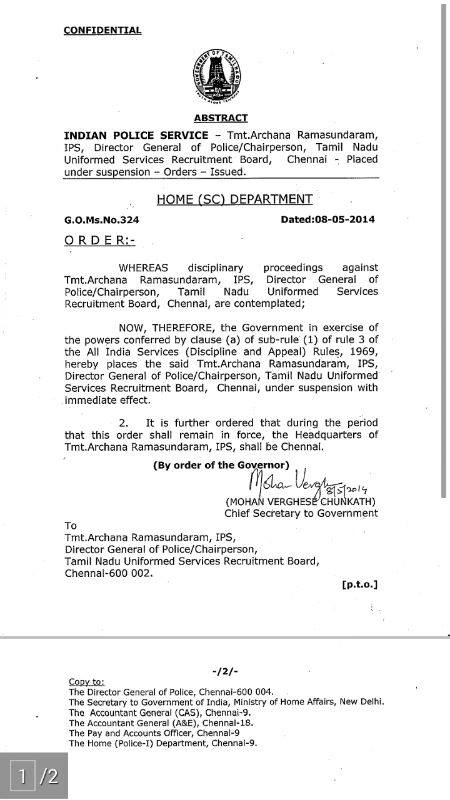 CONFIDENTIAL
ABSTRACT
INDIAN POLICE SERVICE – Tmt.Archana Ramasundaram,
IPS, Director General of Police/Chairperson, Tamil Nadu
Uniformed Services Recruitment Board, Chennai - Placed
under suspension – Orders – Issued.
HOME (SC) DEPARTMENT
G.O.Ms.No.324 Dated:08-05-2014
O R D E R:-
WHEREAS disciplinary proceedings against
Tmt.Archana Ramasundaram, IPS, Director General of
Police/Chairperson, Tamil Nadu Uniformed Services
Recruitment Board, Chennai, are contemplated;
NOW, THEREFORE, the Government in exercise of
the powers conferred by clause (a) of sub-rule (1) of rule 3 of
the All India Services (Discipline and Appeal) Rules, 1969,
hereby places the said Tmt.Archana Ramasundaram, IPS,
Director General of Police/Chairperson, Tamil Nadu Uniformed
Services Recruitment Board, Chennai, under suspension with
immediate effect.
2. It is further ordered that during the period
that this order shall remain in force, the Headquarters of
Tmt.Archana Ramasundaram, IPS, shall be Chennai.
(By order of the Governor)
8/5/2014
(MOHAN VERGHESE CHUNKATH)
Chief Secretary to Government
To
Tmt.Archana Ramasundaram, IPS,
Director General of Police/Chairperson,
Tamil Nadu Uniformed Services Recruitment Board,
Chennai-600 002.
[p.t.o.]
-/2/-
Copy to:
The Director General of Police, Chennai-600 004.
The Secretary to Government of India, Ministry of Home Affairs, New Delhi.
The Accountant General (CAS), Chennai-9.
The Accountant General (A&E), Chennai-18.
The Pay and Accounts Officer, Chennai-9
The Home (Police-I) Department, Chennai-9.
1 /2